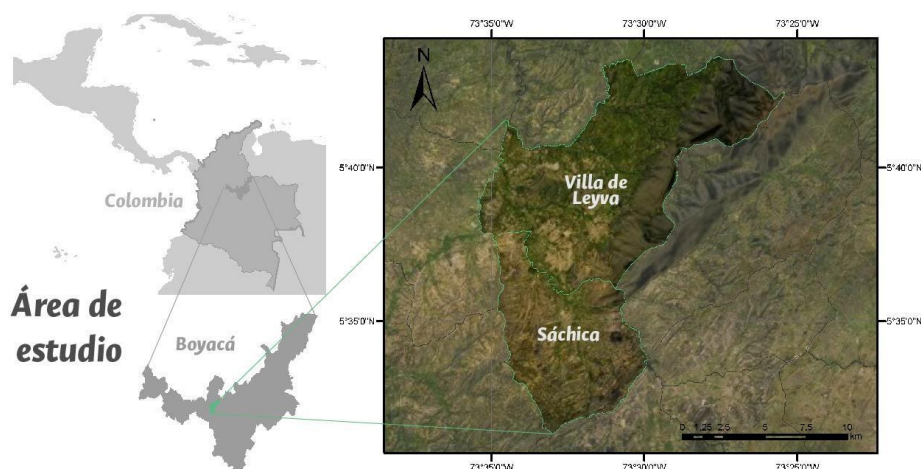 73°35'0"W
73°30'0"W
73°25'0"W
N
5°40'0"N
5°40'0"N
Colombia
Villa de
Leyva
Área de
estudio
Boyacá
5°35'0"N
5°35'0"N
Sáchica
0 1,25 2,5 5 7,5 10
km
73°35'0"W
73°30'0"W
73°25'0"W